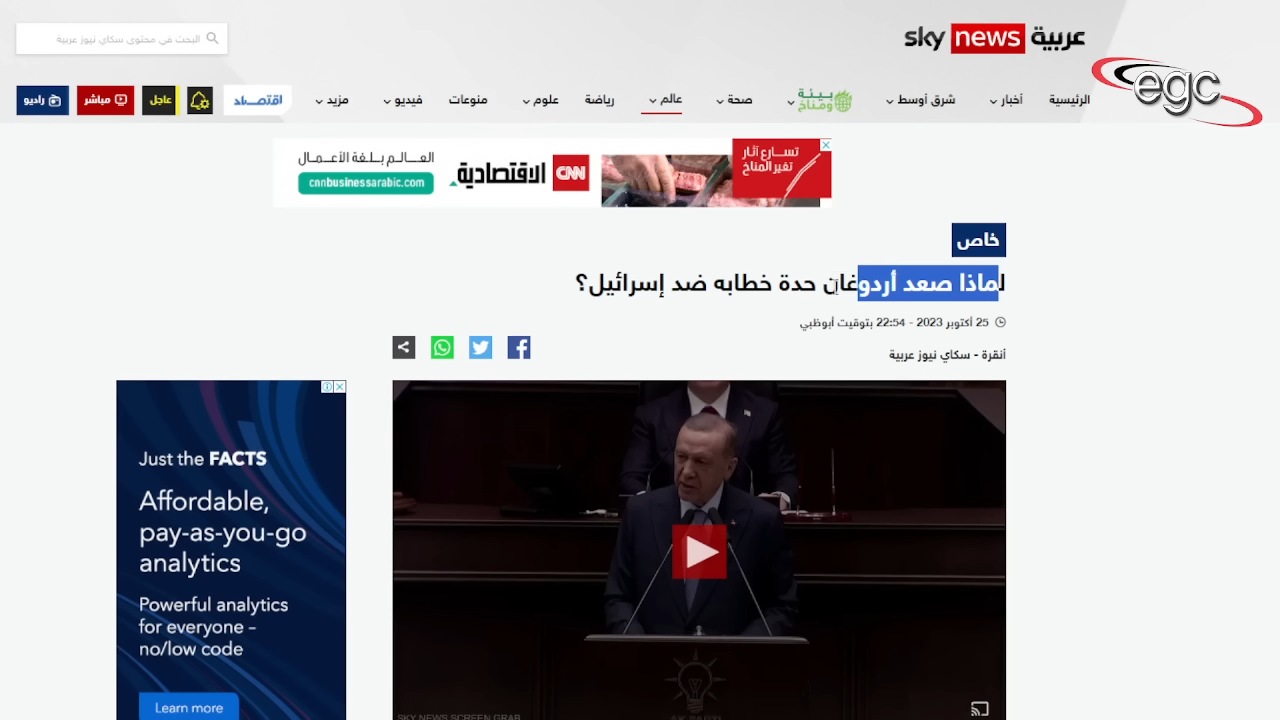 sky news عربية
البحث في محتوى سكاي نيوز عربية
egc
الرئيسية أخبار شرق أوسط بيئة ومناخ صحة عالم رياضة علوم منوعات فيديو مزيد اقتصاد عاجل مباشر راديو
تسارع آثار
تغير المناخ
CNN الاقتصادية
العالم بلغة الأعمال
cnnbusinessarabic.com
خاص
لماذا صعد أردوغان حدة خطابه ضد إسرائيل؟
25 أكتوبر 2023 - 22:54 بتوقيت أبوظبي
أنقرة - سكاي نيوز عربية
Just the FACTS
Affordable,
pay-as-you-go
analytics
Powerful analytics
for everyone –
no/low code
Learn more
SKY NEWS SCREEN GRAB
AK PARTİ